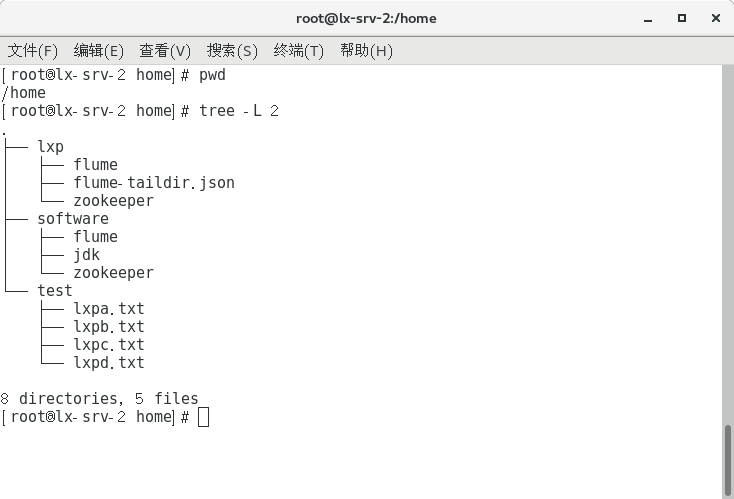 root@lx-srv-2:/home
文件(F) 编辑(E) 查看(V) 搜索(S) 终端(T) 帮助(H)
[root@lx-srv-2 home]# pwd
/home
[root@lx-srv-2 home]# tree -L 2
.
├── lxp
│   ├── flume
│   ├── flume-taildir.json
│   └── zookeeper
├── software
│   ├── flume
│   ├── jdk
│   └── zookeeper
└── test
    ├── lxpa.txt
    ├── lxpb.txt
    ├── lxpc.txt
    └── lxpd.txt
8 directories, 5 files
[root@lx-srv-2 home]#